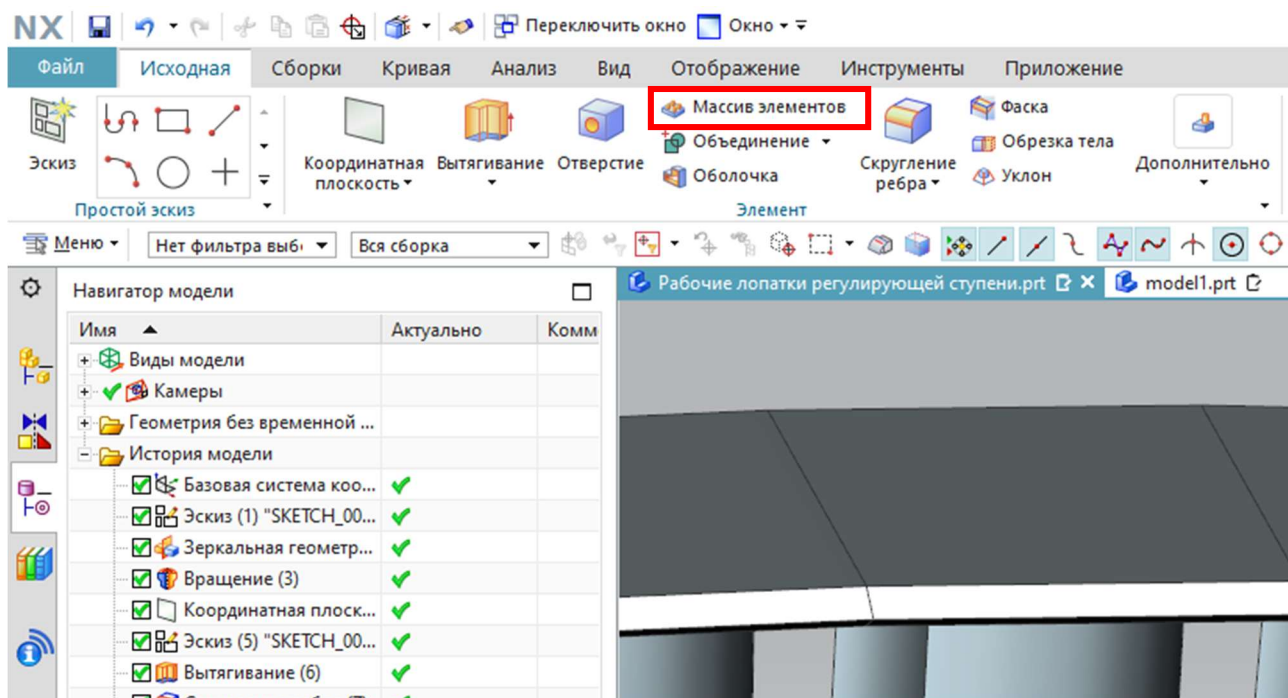 NX Переключить окно Окно
Файл Исходная Сборки Кривая Анализ Вид Отображение Инструменты Приложение
Эскиз
Простой эскиз
Координатная плоскость
Вытягивание
Отверстие
Массив элементов
Объединение
Оболочка
Скругление ребра
Фаска
Обрезка тела
Уклон
Дополнительно
Элемент
Меню Нет фильтра выбо Вся сборка
Навигатор модели
Рабочие лопатки регулирующей ступени.prt model1.prt
Имя Актуально Комм
Виды модели
Камеры
Геометрия без временной ...
История модели
Базовая система коо...
Эскиз (1) "SKETCH_00...
Зеркальная геометр...
Вращение (3)
Координатная плоск...
Эскиз (5) "SKETCH_00...
Вытягивание (6)